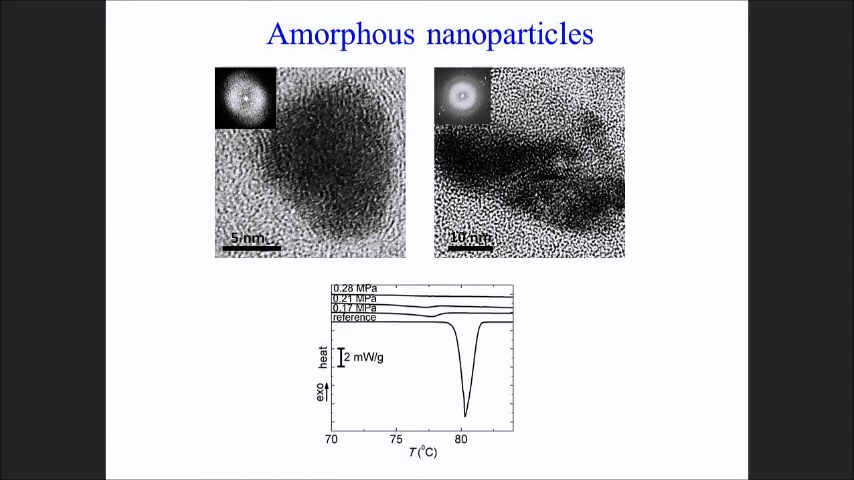 Amorphous nanoparticles
5 nm
10 nm
0.28 MPa
0.21 MPa
0.17 MPa
reference
2 mW/g
heat
exo
70 75 80
T (⁰C)